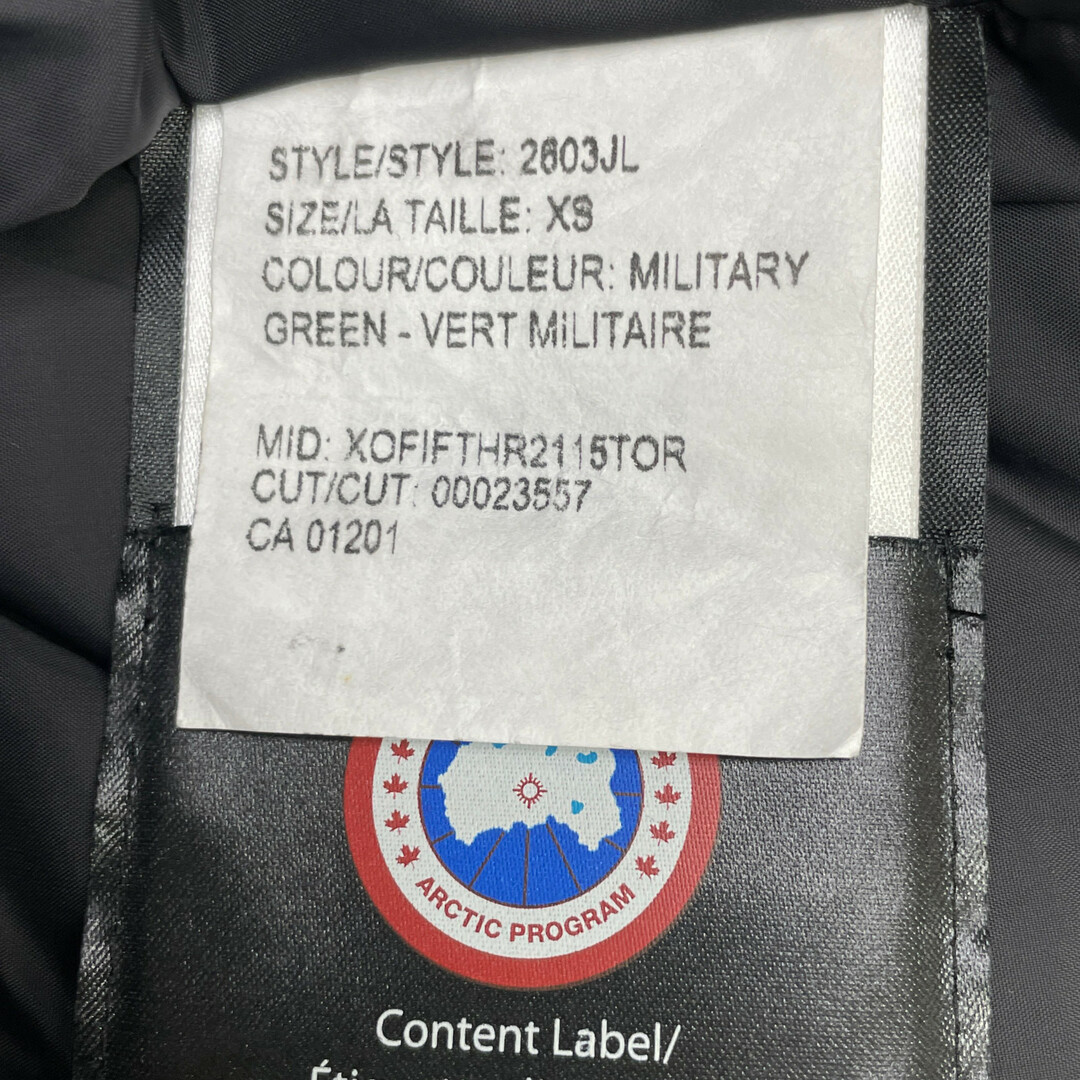 STYLE/STYLE: 2603JL
SIZE/LA TAILLE: XS
COLOUR/COULEUR: MILITARY
GREEN - VERT MILITAIRE
MID: XOFIFTHR2115TOR
CUT/CUT: 00023557
CA 01201
ARCTIC PROGRAM
Content Label/